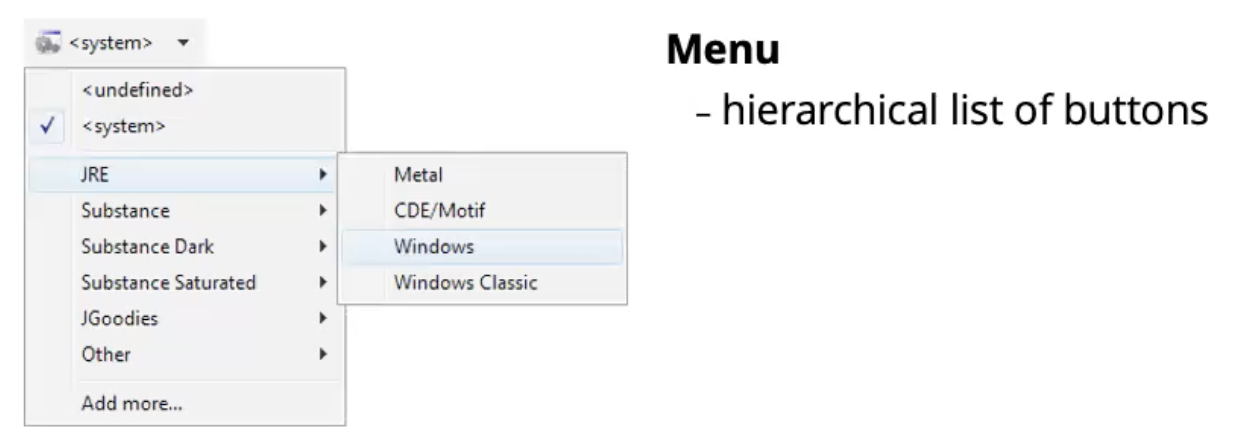 <system>
<undefined>
<system>
JRE
Substance
Substance Dark
Substance Saturated
JGoodies
Other
Add more...
Metal
CDE/Motif
Windows
Windows Classic
Menu
– hierarchical list of buttons